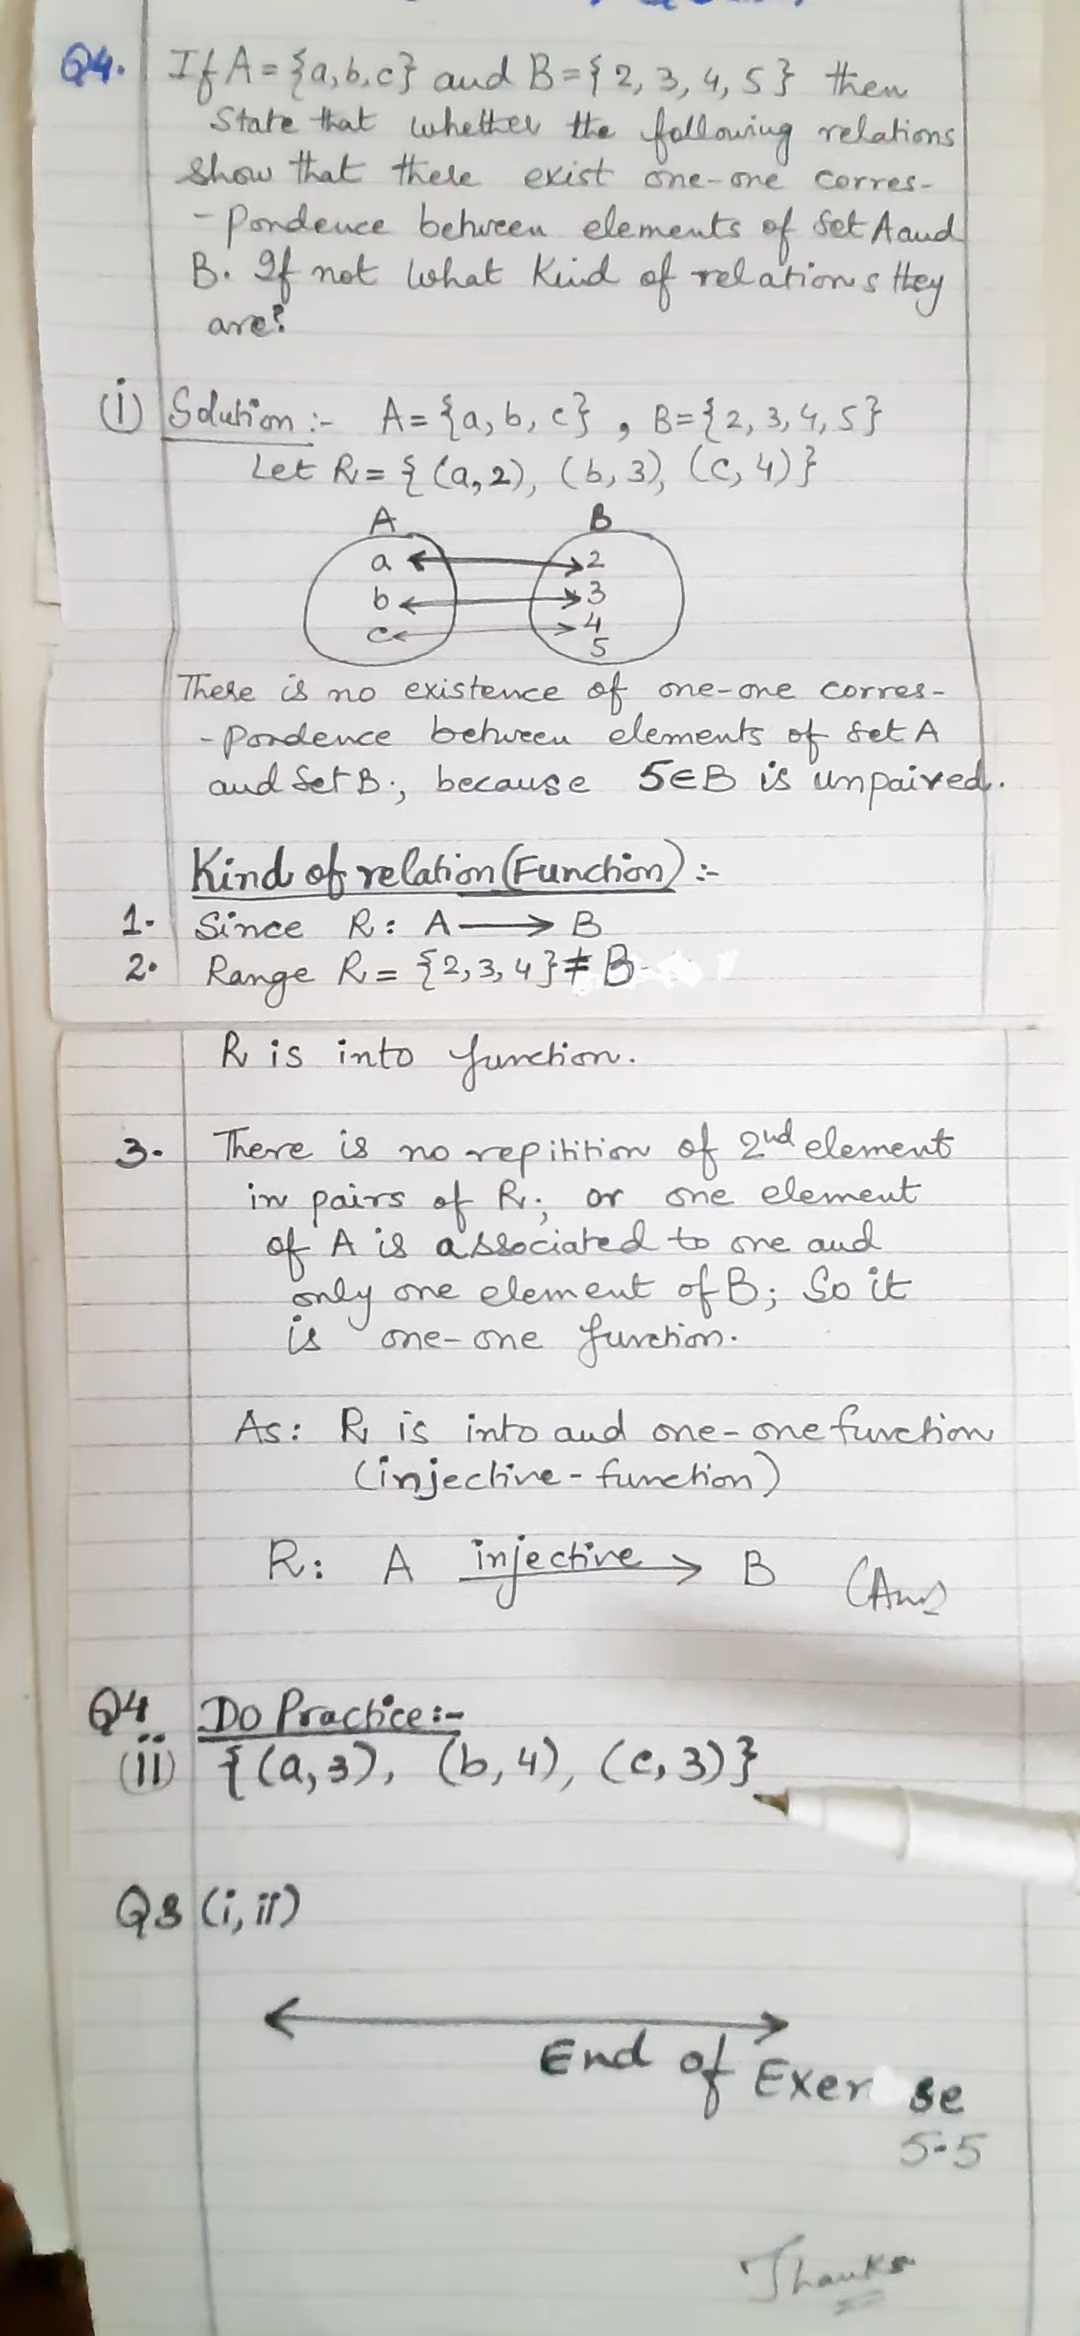 Q4. If A = {a, b, c} and B = { 2, 3, 4, 5 } then
State that whether the following relations
show that there exist one-one corres-
-pondence between elements of set A and
B. If not what kind of relations they
are?
(i) Solution :- A = {a, b, c} , B = {2, 3, 4, 5}
Let R = { (a, 2), (b, 3), (c, 4) }
A B
a 2
b 3
c 4
5
There is no existence of one-one corres-
-pondence between elements of set A
and set B., because 5∈B is unpaired.
Kind of relation (Function) :-
1. Since R : A ⟶ B
2. Range R = {2, 3, 4} ≠ B
R is into function.
3. There is no repitition of 2nd element
in pairs of R; or one element
of A is associated to one and
only one element of B; So it
is one-one function.
As: R is into and one-one function
(injective - function)
R: A injective → B (Ans)
Q4 Do Practice :-
(ii) {(a, 3), (b, 4), (c, 3)}
Q3 (i, ii)
End of Exer se
5.5
Thanks